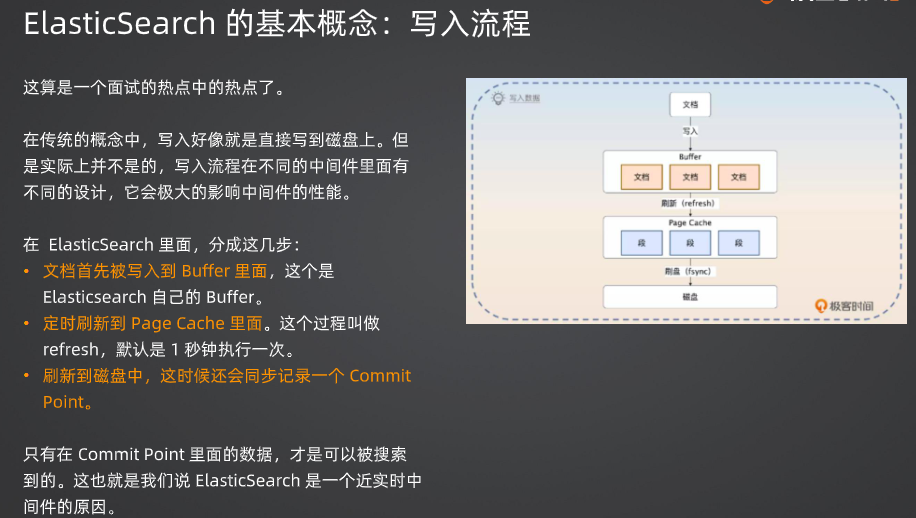 ElasticSearch 的基本概念：写入流程
这算是一个面试的热点中的热点了。
在传统的概念中，写入好像就是直接写到磁盘上。但
是实际上并不是的，写入流程在不同的中间件里面有
不同的设计，它会极大的影响中间件的性能。
在 ElasticSearch 里面，分成这几步：
• 文档首先被写入到 Buffer 里面，这个是
Elasticsearch 自己的 Buffer。
• 定时刷新到 Page Cache 里面。这个过程叫做
refresh，默认是 1 秒钟执行一次。
• 刷新到磁盘中，这时候还会同步记录一个 Commit
Point。
只有在 Commit Point 里面的数据，才是可以被搜索
到的。这也就是我们说 ElasticSearch 是一个近实时中
间件的原因。
写入数据
文档
写入
Buffer
文档 文档 文档
刷新（refresh）
Page Cache
段 段 段
刷盘（fsync）
磁盘
极客时间